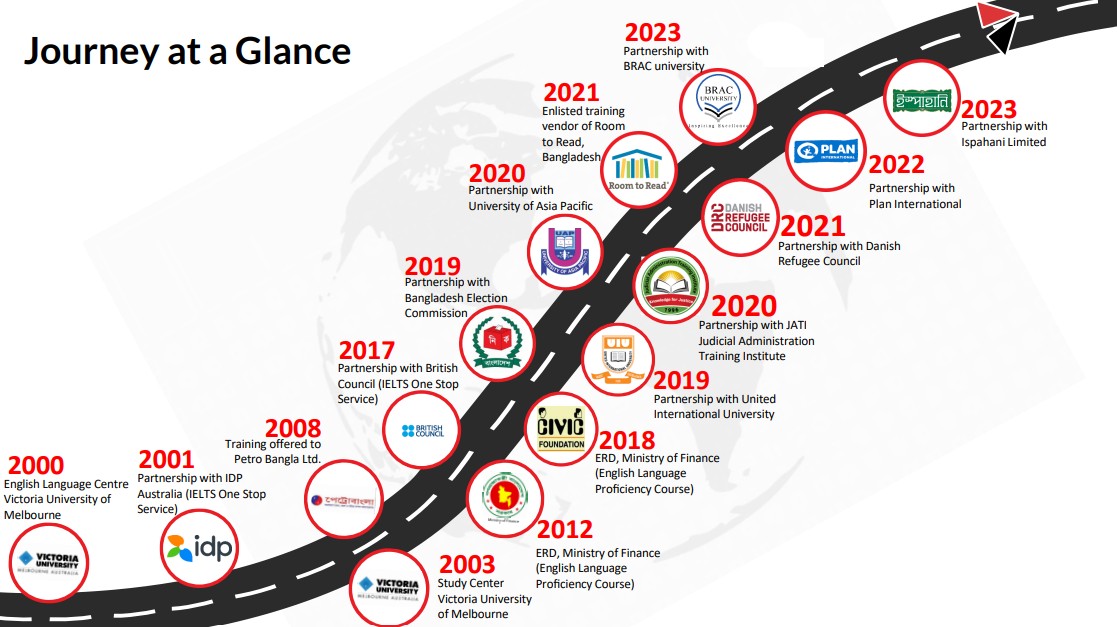 Journey at a Glance
2023
Partnership with
BRAC university
BRAC
UNIVERSITY
Inspiring Excellence
2023
Partnership with
Ispahani Limited
ইস্পাহানি
2021
Enlisted training
vendor of Room
to Read,
Bangladesh
Room to Read
PLAN
INTERNATIONAL
2022
Partnership with
Plan International
2020
Partnership with
University of Asia Pacific
UAP
UNIVERSITY OF ASIA PACIFIC
DRC
DANISH
REFUGEE
COUNCIL
2021
Partnership with Danish
Refugee Council
2019
Partnership with
Bangladesh Election
Commission
বাংলাদেশ
Judicial Administration Training Institute
Knowledge for Justice
1995
2020
Partnership with JATI
Judicial Administration
Training Institute
2017
Partnership with British
Council (IELTS One Stop
Service)
BRITISH
COUNCIL
UIU
2019
Partnership with United
International University
2008
Training offered to
Petro Bangla Ltd.
পেট্রোবাংলা
CIVIC
FOUNDATION
2018
ERD, Ministry of Finance
(English Language
Proficiency Course)
2000
English Language Centre
Victoria University of
Melbourne
VICTORIA
UNIVERSITY
MELBOURNE AUSTRALIA
2001
Partnership with IDP
Australia (IELTS One Stop
Service)
idp
Ministry of Finance
2012
ERD, Ministry of Finance
(English Language
Proficiency Course)
VICTORIA
UNIVERSITY
MELBOURNE AUSTRALIA
2003
Study Center
Victoria University
of Melbourne